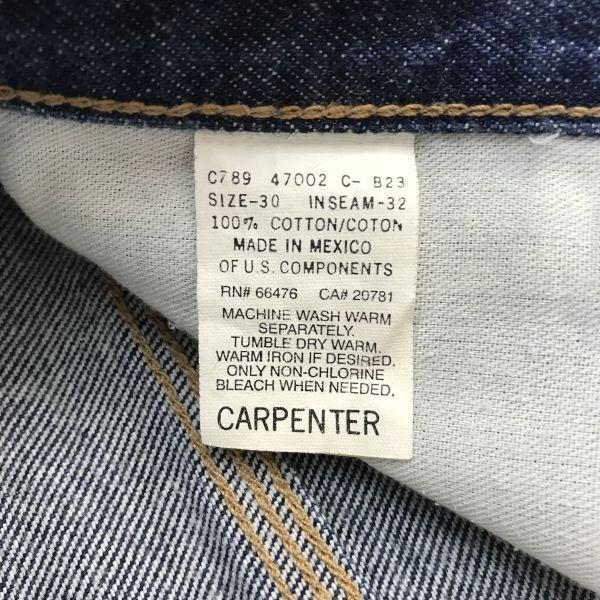 C789 47002 C- B23
SIZE-30 INSEAM-32
100% COTTON/COTON
MADE IN MEXICO
OF U.S. COMPONENTS
RN# 66476 CA# 20781
MACHINE WASH WARM
SEPARATELY.
TUMBLE DRY WARM.
WARM IRON IF DESIRED.
ONLY NON-CHLORINE
BLEACH WHEN NEEDED.
CARPENTER